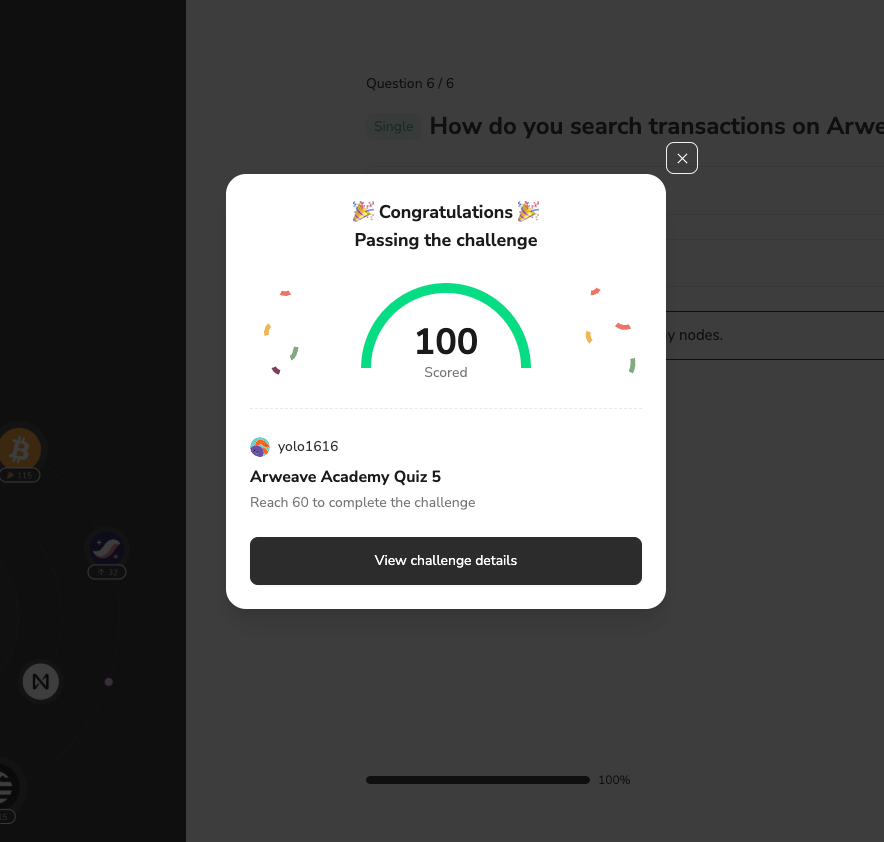 Question 6 / 6
Single How do you search transactions on Arwe
🎉 Congratulations 🎉
Passing the challenge
100
Scored
y nodes.
yolo1616
Arweave Academy Quiz 5
Reach 60 to complete the challenge
View challenge details
115
32
15
100%